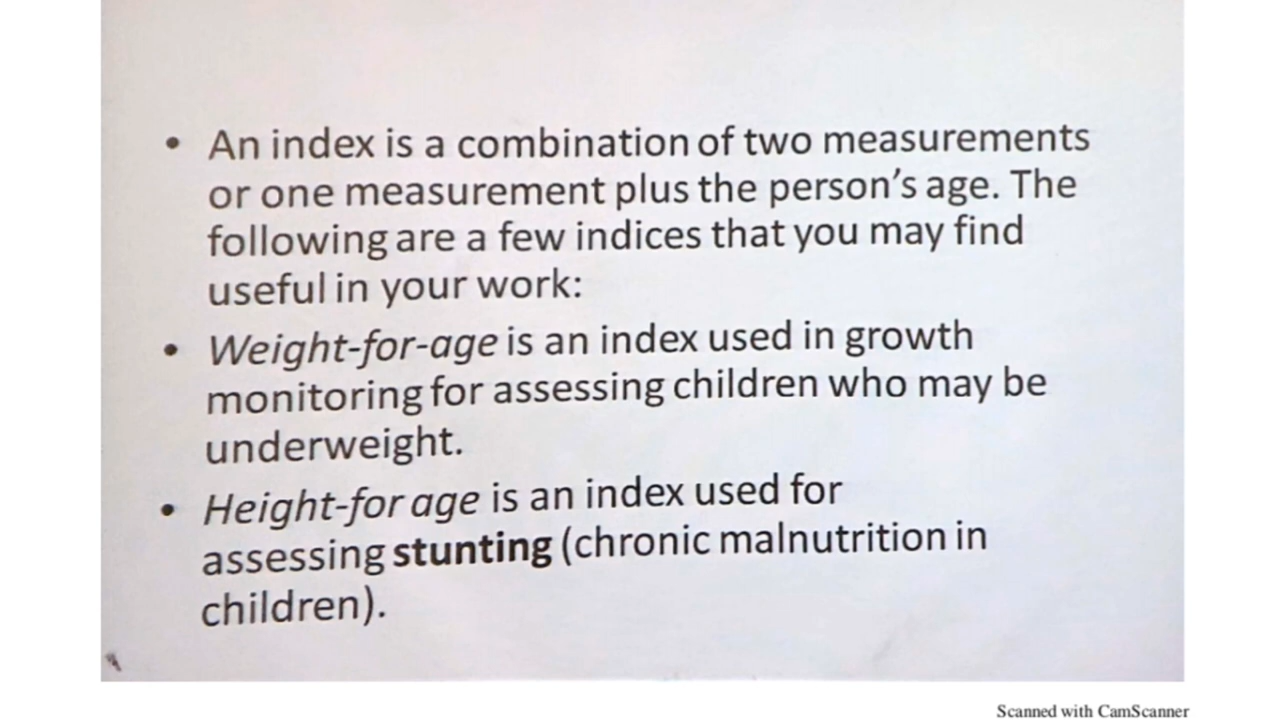 • An index is a combination of two measurements
or one measurement plus the person's age. The
following are a few indices that you may find
useful in your work:
• Weight-for-age is an index used in growth
monitoring for assessing children who may be
underweight.
• Height-for age is an index used for
assessing stunting (chronic malnutrition in
children).
Scanned with CamScanner